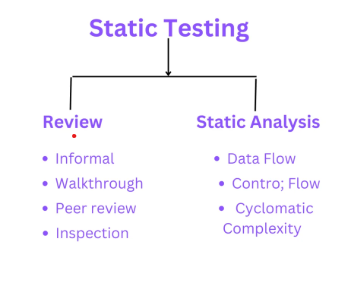 Static Testing
Review
Informal
Walkthrough
Peer review
Inspection
Static Analysis
Data Flow
Contro; Flow
Cyclomatic
Complexity